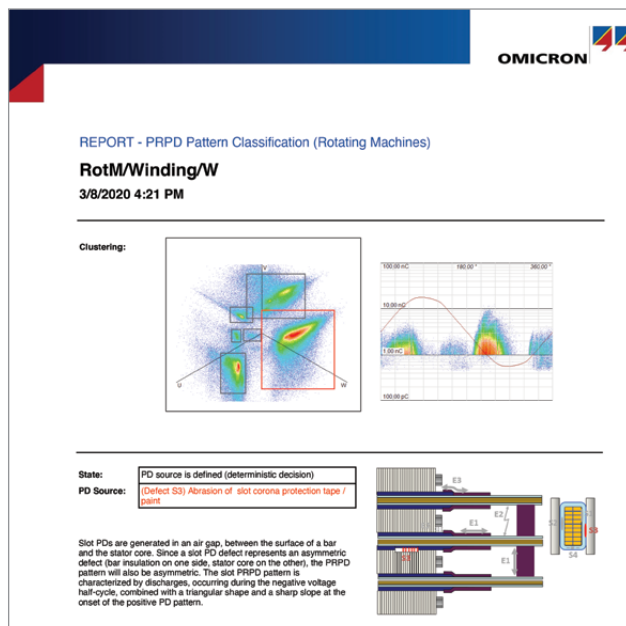 OMICRON
REPORT - PRPD Pattern Classification (Rotating Machines)
RotM/Winding/W
3/8/2020 4:21 PM
Clustering:
V
U
W
100.00 nC
180.00 °
360.00 °
10.00 nC
1.00 nC
100.00 pC
State:
PD source is defined (deterministic decision)
PD Source:
(Defect S3) Abrasion of slot corona protection tape /
paint
Slot PDs are generated in an air gap, between the surface of a bar
and the stator core. Since a slot PD defect represents an asymmetric
defect (bar insulation on one side, stator core on the other), the PRPD
pattern will also be asymmetric. The slot PRPD pattern is
characterized by discharges, occurring during the negative voltage
half-cycle, combined with a triangular shape and a sharp slope at the
onset of the positive PD pattern.
E3
E2
E1
E1
S3
S4